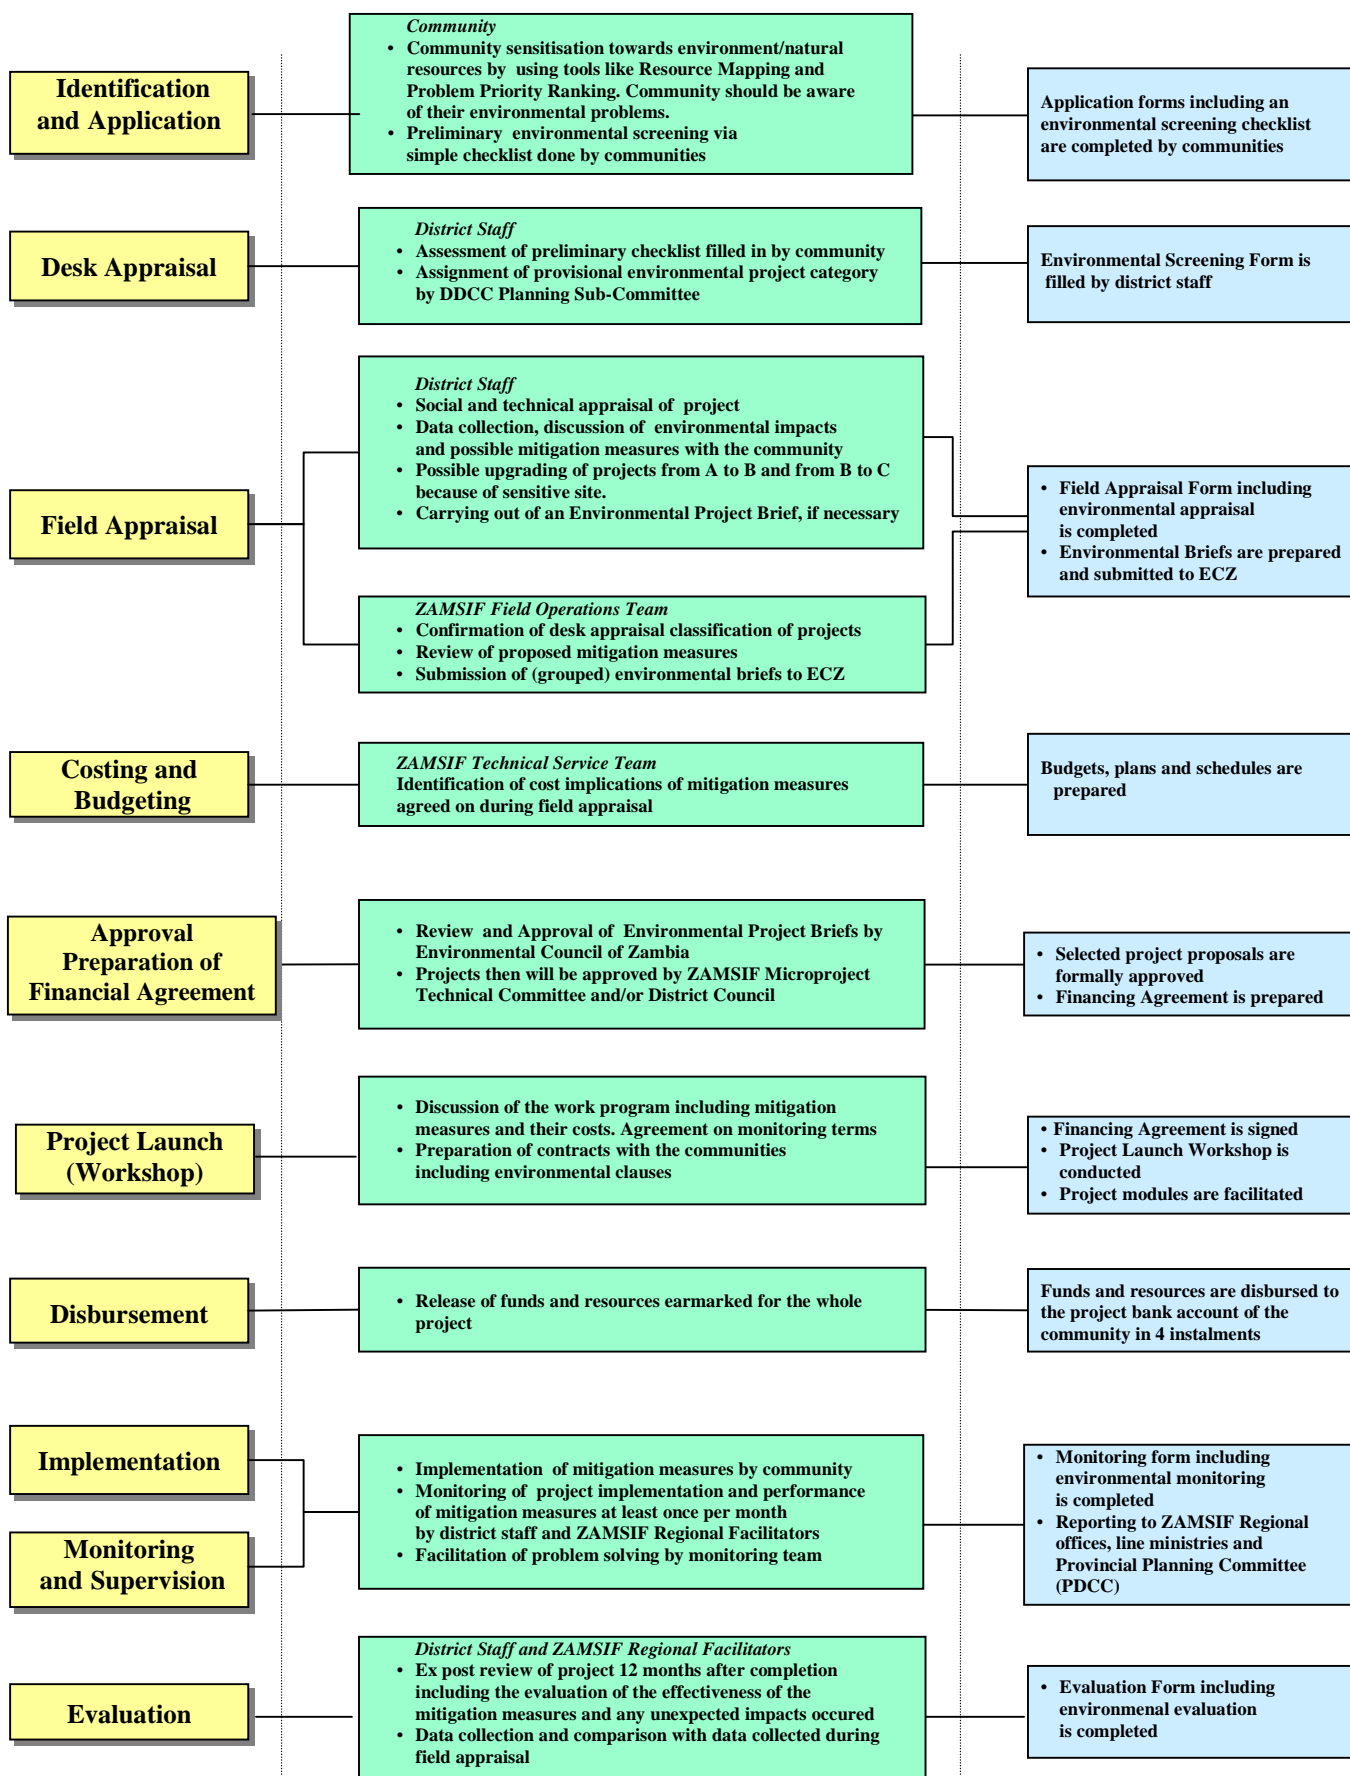 Identification
and Application
Community
• Community sensitisation towards environment/natural
resources by using tools like Resource Mapping and
Problem Priority Ranking. Community should be aware
of their environmental problems.
• Preliminary environmental screening via
simple checklist done by communities
Application forms including an
environmental screening checklist
are completed by communities
Desk Appraisal
District Staff
• Assessment of preliminary checklist filled in by community
• Assignment of provisional environmental project category
by DDCC Planning Sub-Committee
Environmental Screening Form is
filled by district staff
Field Appraisal
District Staff
• Social and technical appraisal of project
• Data collection, discussion of environmental impacts
and possible mitigation measures with the community
• Possible upgrading of projects from A to B and from B to C
because of sensitive site.
• Carrying out of an Environmental Project Brief, if necessary
ZAMSIF Field Operations Team
• Confirmation of desk appraisal classification of projects
• Review of proposed mitigation measures
• Submission of (grouped) environmental briefs to ECZ
• Field Appraisal Form including
environmental appraisal
is completed
• Environmental Briefs are prepared
and submitted to ECZ
Costing and
Budgeting
ZAMSIF Technical Service Team
Identification of cost implications of mitigation measures
agreed on during field appraisal
Budgets, plans and schedules are
prepared
Approval
Preparation of
Financial Agreement
• Review and Approval of Environmental Project Briefs by
Environmental Council of Zambia
• Projects then will be approved by ZAMSIF Microproject
Technical Committee and/or District Council
• Selected project proposals are
formally approved
• Financing Agreement is prepared
Project Launch
(Workshop)
• Discussion of the work program including mitigation
measures and their costs. Agreement on monitoring terms
• Preparation of contracts with the communities
including environmental clauses
• Financing Agreement is signed
• Project Launch Workshop is
conducted
• Project modules are facilitated
Disbursement
• Release of funds and resources earmarked for the whole
project
Funds and resources are disbursed to
the project bank account of the
community in 4 instalments
Implementation
Monitoring
and Supervision
• Implementation of mitigation measures by community
• Monitoring of project implementation and performance
of mitigation measures at least once per month
by district staff and ZAMSIF Regional Facilitators
• Facilitation of problem solving by monitoring team
• Monitoring form including
environmental monitoring
is completed
• Reporting to ZAMSIF Regional
offices, line ministries and
Provincial Planning Committee
(PDCC)
Evaluation
District Staff and ZAMSIF Regional Facilitators
• Ex post review of project 12 months after completion
including the evaluation of the effectiveness of the
mitigation measures and any unexpected impacts occured
• Data collection and comparison with data collected during
field appraisal
• Evaluation Form including
environmenal evaluation
is completed